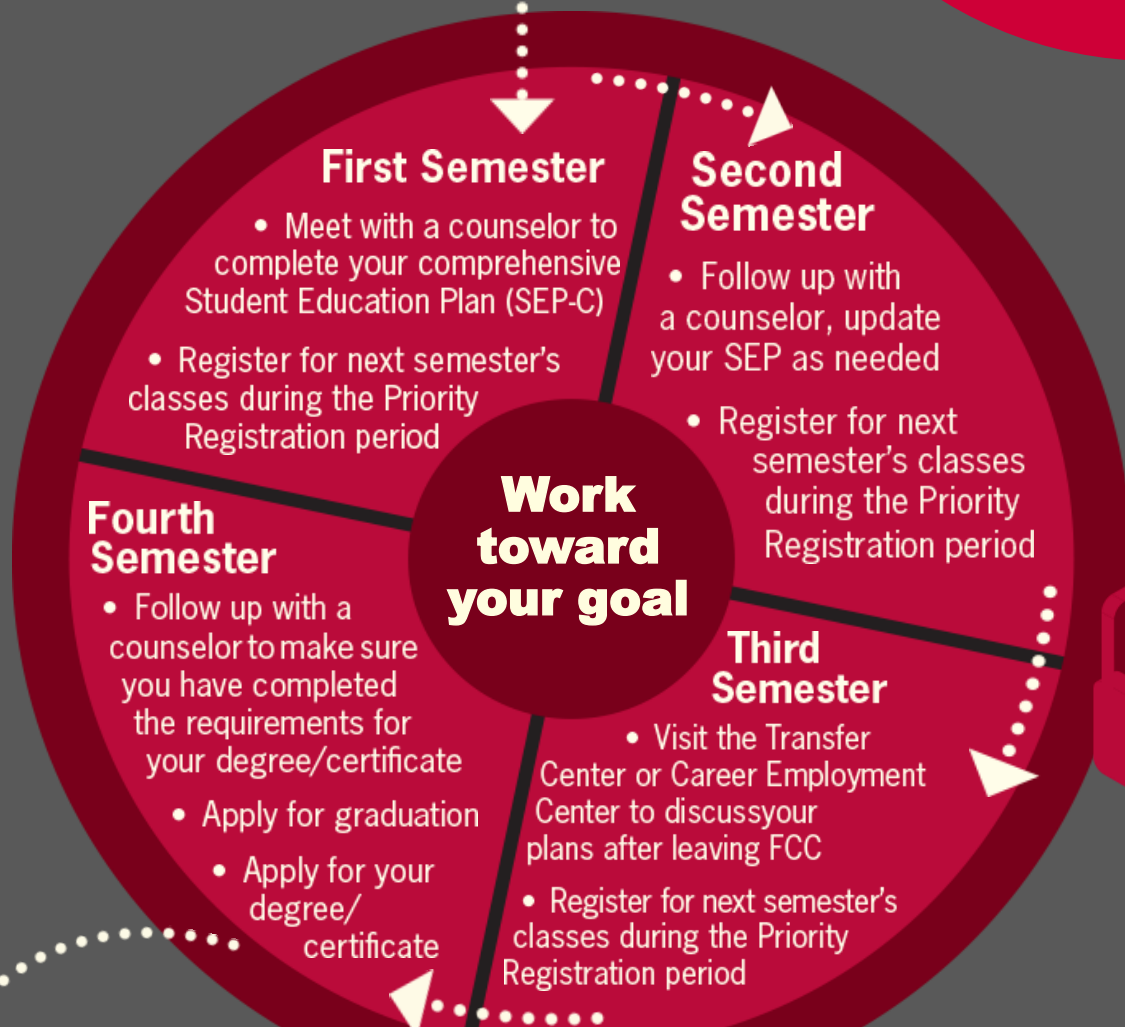 First Semester
• Meet with a counselor to
complete your comprehensive
Student Education Plan (SEP-C)
• Register for next semester's
classes during the Priority
Registration period
Second
Semester
• Follow up with
a counselor, update
your SEP as needed
• Register for next
semester's classes
during the Priority
Registration period
Work
toward
your goal
Third
Semester
• Visit the Transfer
Center or Career Employment
Center to discussyour
plans after leaving FCC
• Register for next semester's
classes during the Priority
Registration period
Fourth
Semester
• Follow up with a
counselor to make sure
you have completed
the requirements for
your degree/certificate
• Apply for graduation
• Apply for your
degree/
certificate